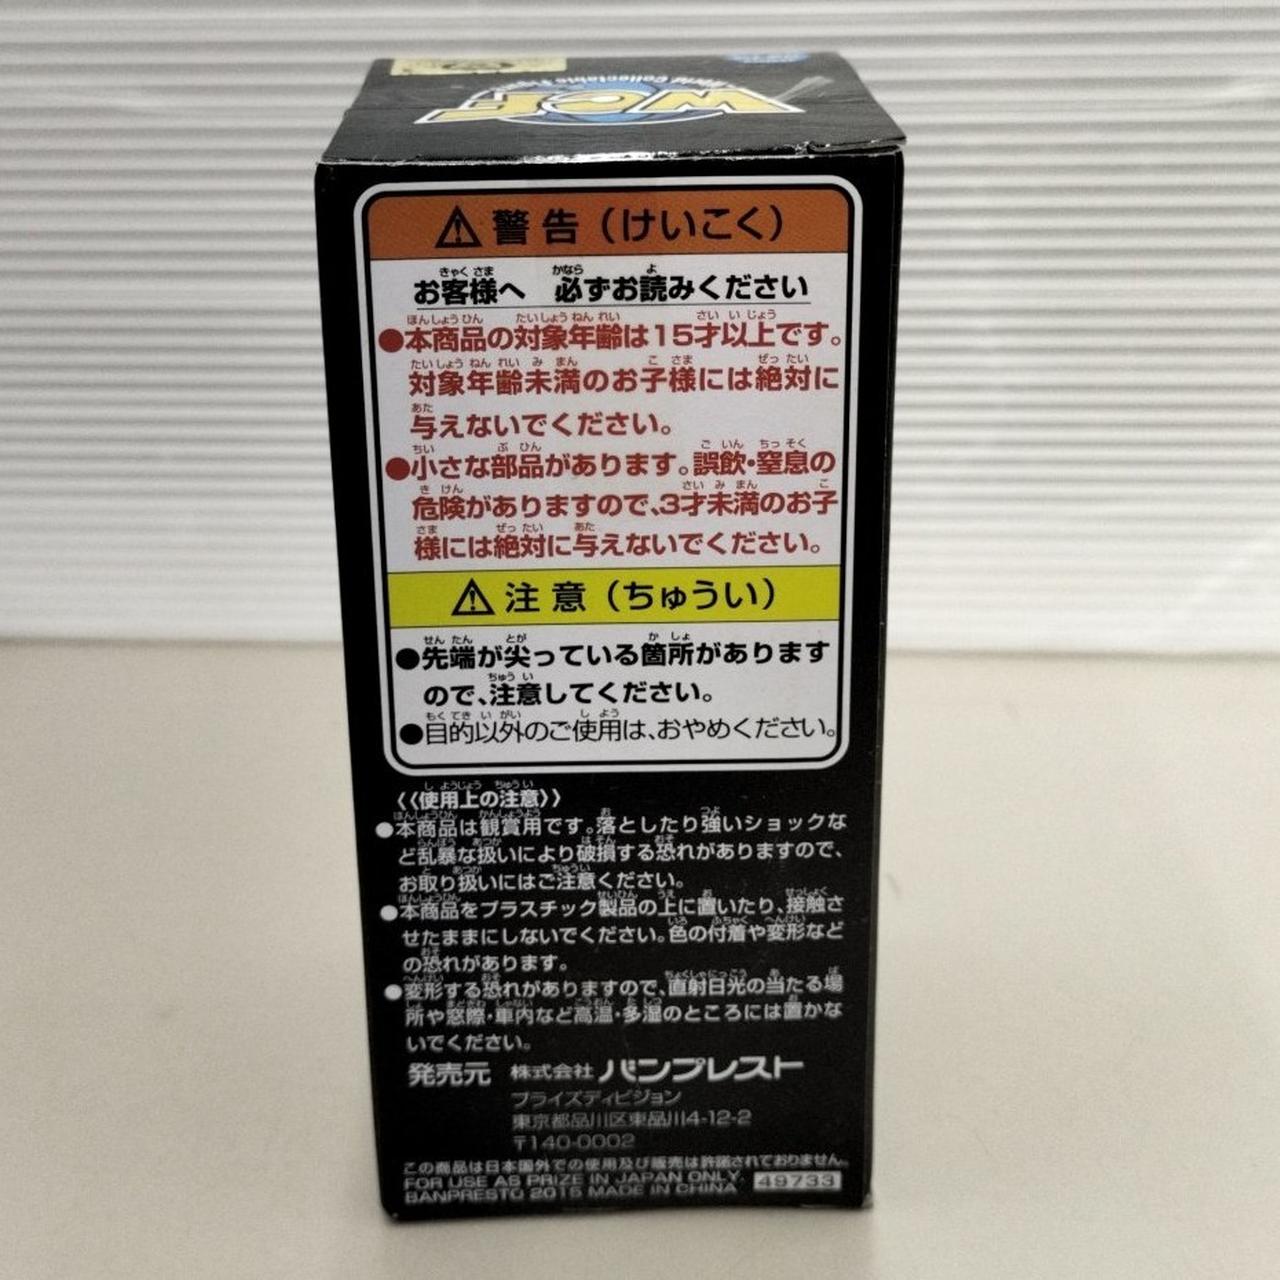 World Collectable
WCF
警告（けいこく）
お客様へ　必ずお読みください
●本商品の対象年齢は15才以上です。
対象年齢未満のお子様には絶対に
与えないでください。
●小さな部品があります。誤飲・窒息の
危険がありますので、3才未満のお子
様には絶対に与えないでください。
注意（ちゅうい）
●先端が尖っている箇所があります
ので、注意してください。
●目的以外のご使用は、おやめください。
《使用上の注意》
●本商品は観賞用です。落としたり強いショックな
ど乱暴な扱いにより破損する恐れがありますので、
お取り扱いにはご注意ください。
●本商品をプラスチック製品の上に置いたり、接触さ
せたままにしないでください。色の付着や変形など
の恐れがあります。
●変形する恐れがありますので、直射日光の当たる場
所や窓際・車内など高温・多湿のところには置かな
いでください。
発売元　株式会社 バンプレスト
プライズディビジョン
東京都品川区東品川4-12-2
〒140-0002
この商品は日本国外での使用及び販売は許諾されておりません。
FOR USE AS PRIZE IN JAPAN ONLY.
BANPRESTO 2015 MADE IN CHINA 49733